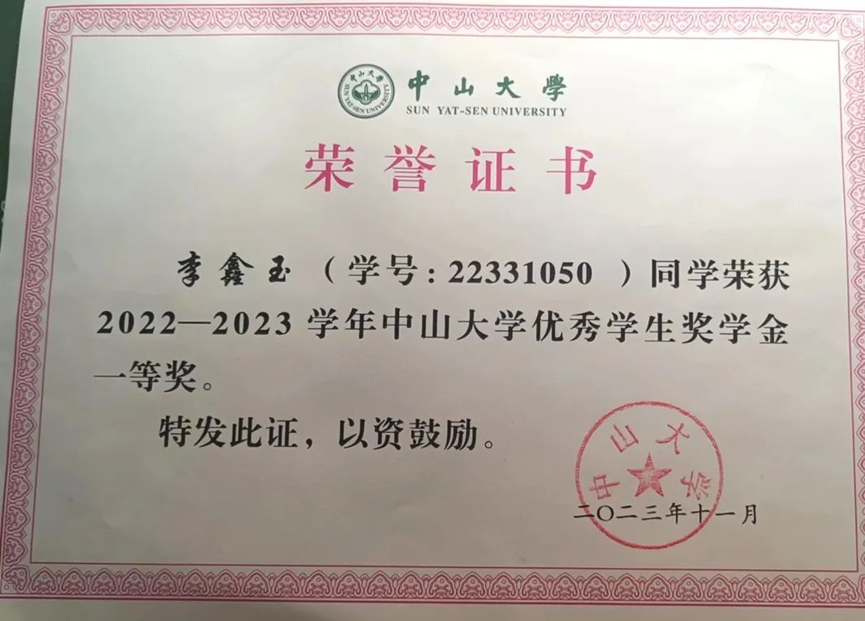 中山大學
SUN YAT-SEN UNIVERSITY
荣誉证书
李鑫玉（学号：22331050 ）同学荣获
2022—2023 学年中山大学优秀学生奖学金
一等奖。
特发此证，以资鼓励。
中山大学
二〇二三年十一月